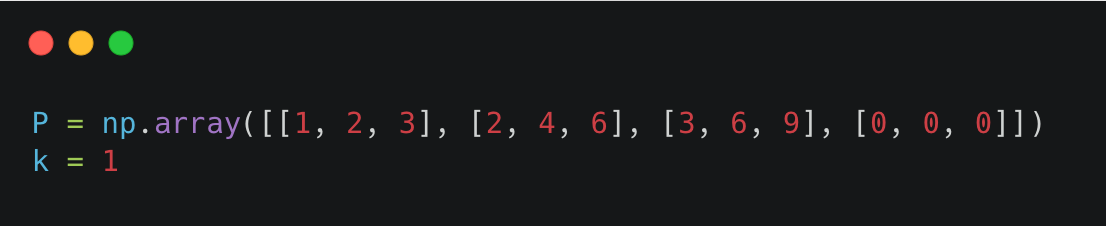 P = np.array([[1, 2, 3], [2, 4, 6], [3, 6, 9], [0, 0, 0]])
k = 1